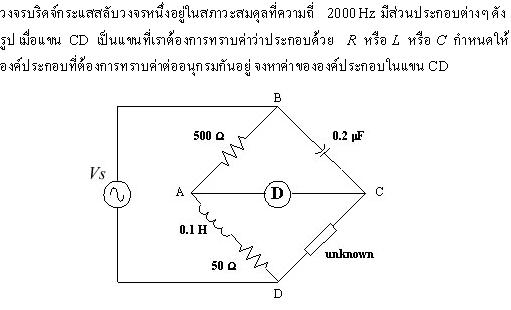 วงจรบริดจ์กระแสสลับวงจรหนึ่งอยู่ในสภาวะสมดุลที่ความถี่ 2000 Hz มีส่วนประกอบต่างๆ ดัง
รูป เมื่อแขน CD เป็นแขนที่เราต้องการทราบค่าว่าประกอบด้วย R หรือ L หรือ C กำหนดให้
องค์ประกอบที่ต้องการทราบค่าต่ออนุกรมกันอยู่ จงหาค่าขององค์ประกอบในแขน CD
B
500 Ω
0.2 μF
Vs
A
D
C
0.1 H
50 Ω
unknown
D